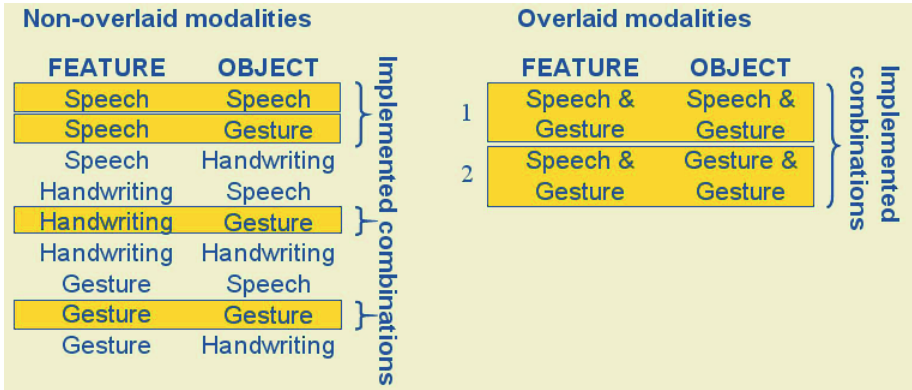 Non-overlaid modalities
FEATURE OBJECT
Speech Speech
Speech Gesture
Speech Handwriting
Handwriting Speech
Handwriting Gesture
Handwriting Handwriting
Gesture Speech
Gesture Gesture
Gesture Handwriting
Implemented combinations
Overlaid modalities
FEATURE OBJECT
1 Speech & Speech &
Gesture Gesture
2 Speech & Gesture &
Gesture Gesture
Implemented
combinations